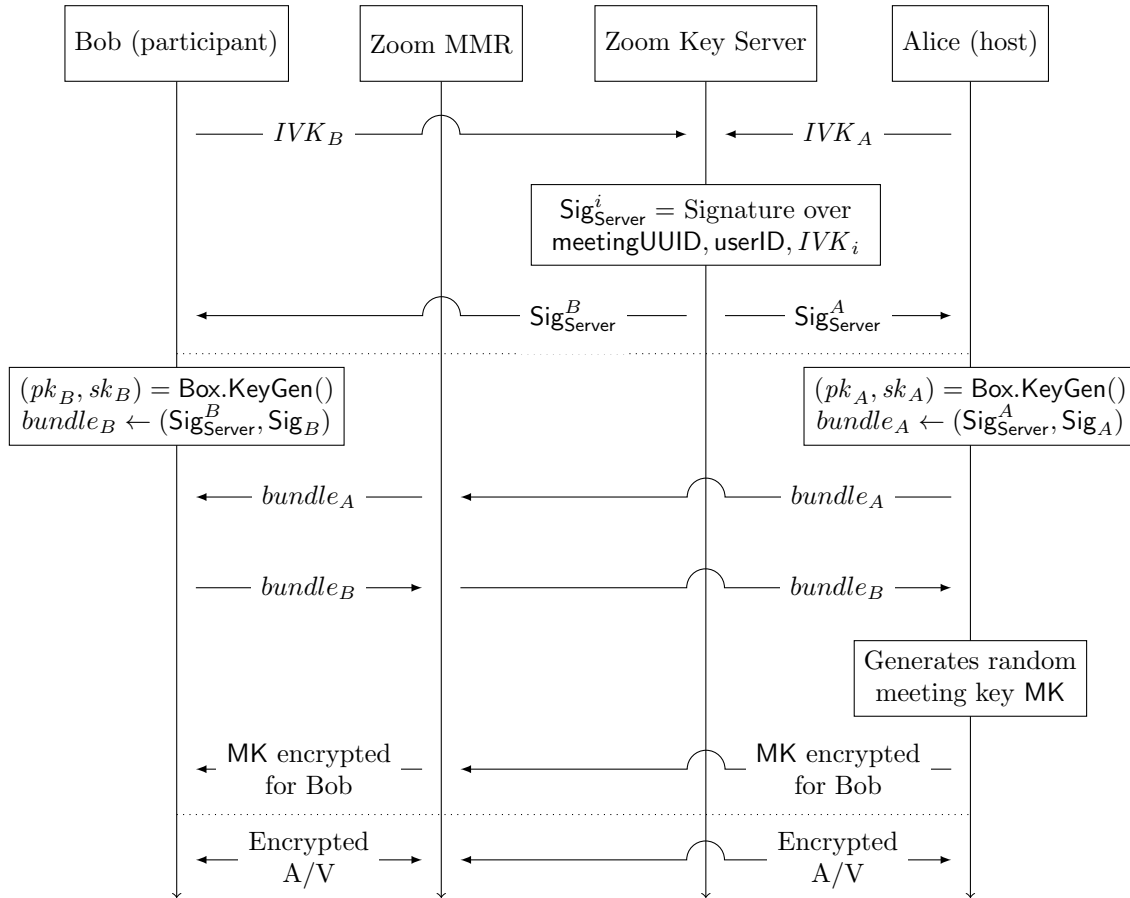 Bob (participant)
Zoom MMR
Zoom Key Server
Alice (host)
IVK_B
IVK_A
Sig^i_Server = Signature over
meetingUUID, userID, IVK_i
Sig^B_Server
Sig^A_Server
(pk_B, sk_B) = Box.KeyGen()
bundle_B ← (Sig^B_Server, Sig_B)
(pk_A, sk_A) = Box.KeyGen()
bundle_A ← (Sig^A_Server, Sig_A)
bundle_A
bundle_A
bundle_B
bundle_B
Generates random
meeting key MK
MK encrypted
for Bob
MK encrypted
for Bob
Encrypted
A/V
Encrypted
A/V